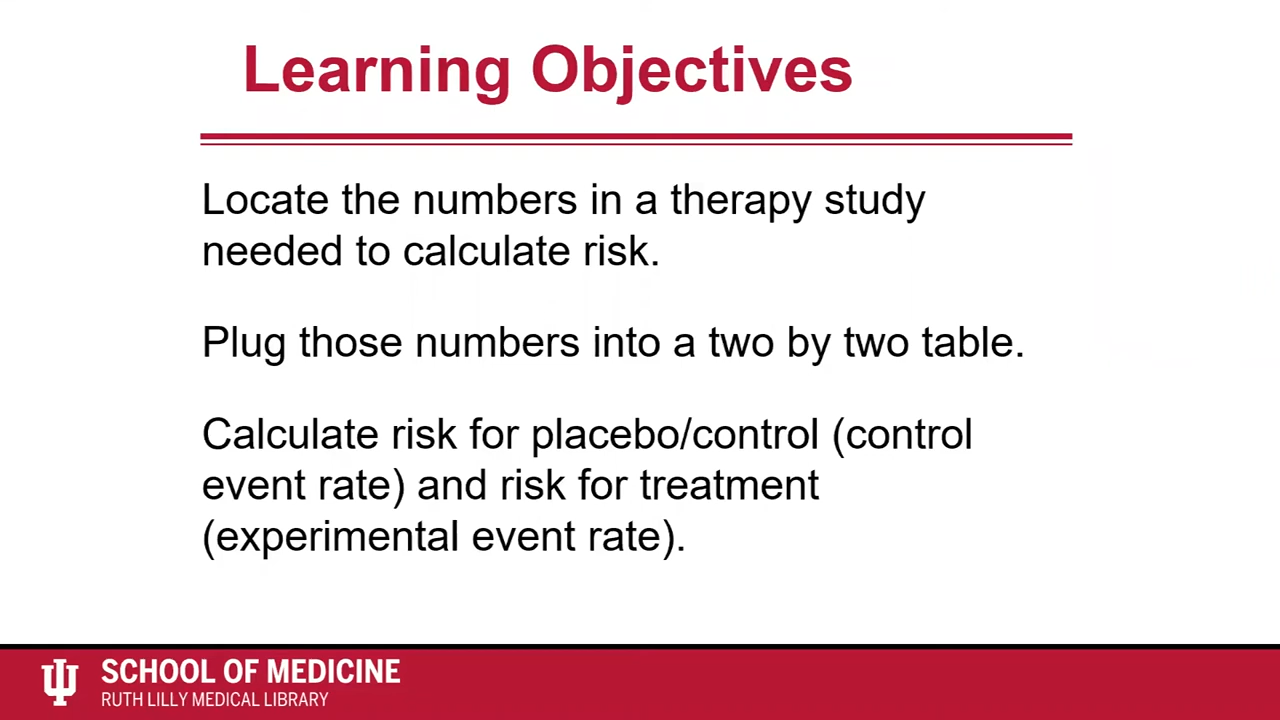 Learning Objectives
Locate the numbers in a therapy study
needed to calculate risk.
Plug those numbers into a two by two table.
Calculate risk for placebo/control (control
event rate) and risk for treatment
(experimental event rate).
SCHOOL OF MEDICINE
RUTH LILLY MEDICAL LIBRARY